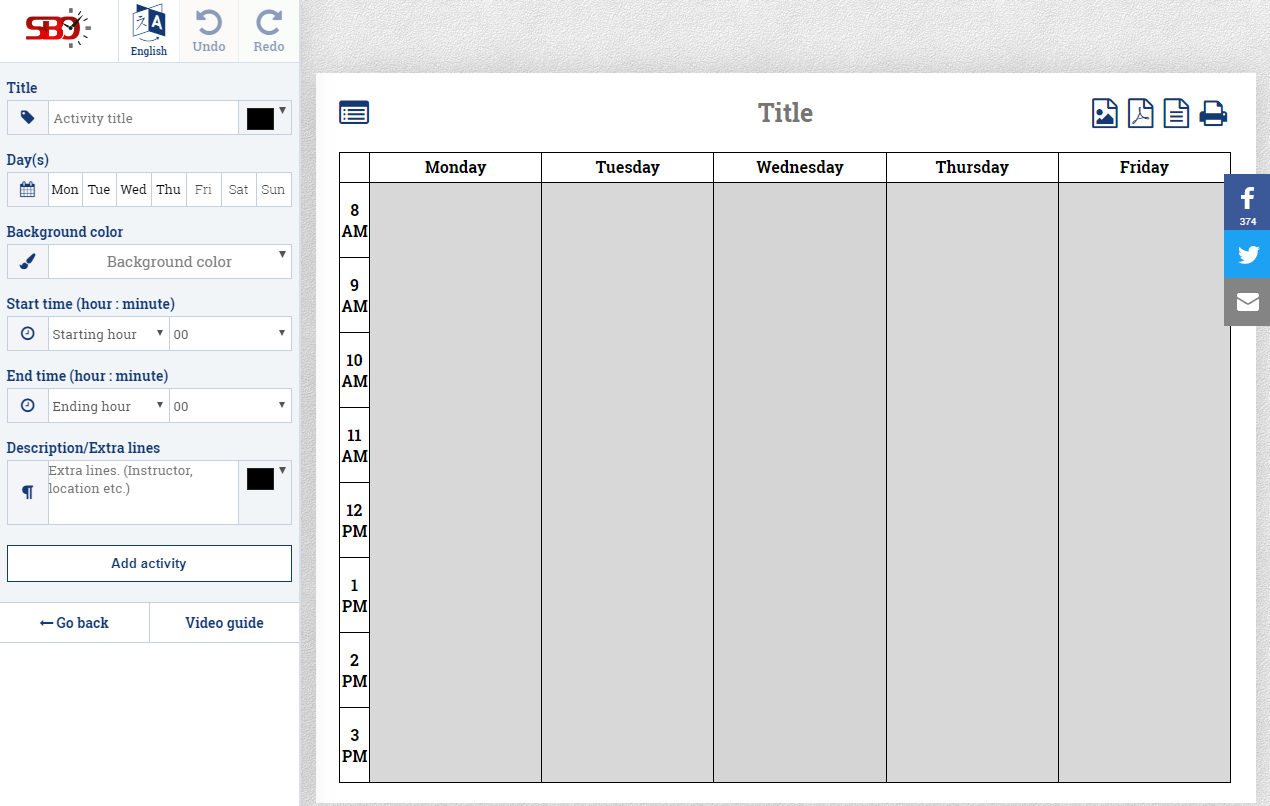 SBO
English
Undo
Redo
Title
Activity title
Day(s)
Mon Tue Wed Thu Fri Sat Sun
Background color
Background color
Start time (hour : minute)
Starting hour 00
End time (hour : minute)
Ending hour 00
Description/Extra lines
Extra lines. (Instructor,
location etc.)
Add activity
Go back
Video guide
Title
Monday Tuesday Wednesday Thursday Friday
8
AM
9
AM
10
AM
11
AM
12
PM
1
PM
2
PM
3
PM
374